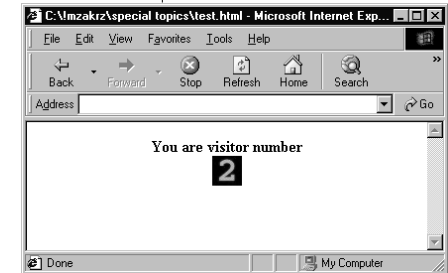 C:\!mzakrz\special topics\test.html - Microsoft Internet Exp...
File Edit View Favorites Tools Help
Back Forward Stop Refresh Home Search »
Address Go
You are visitor number
2
Done My Computer